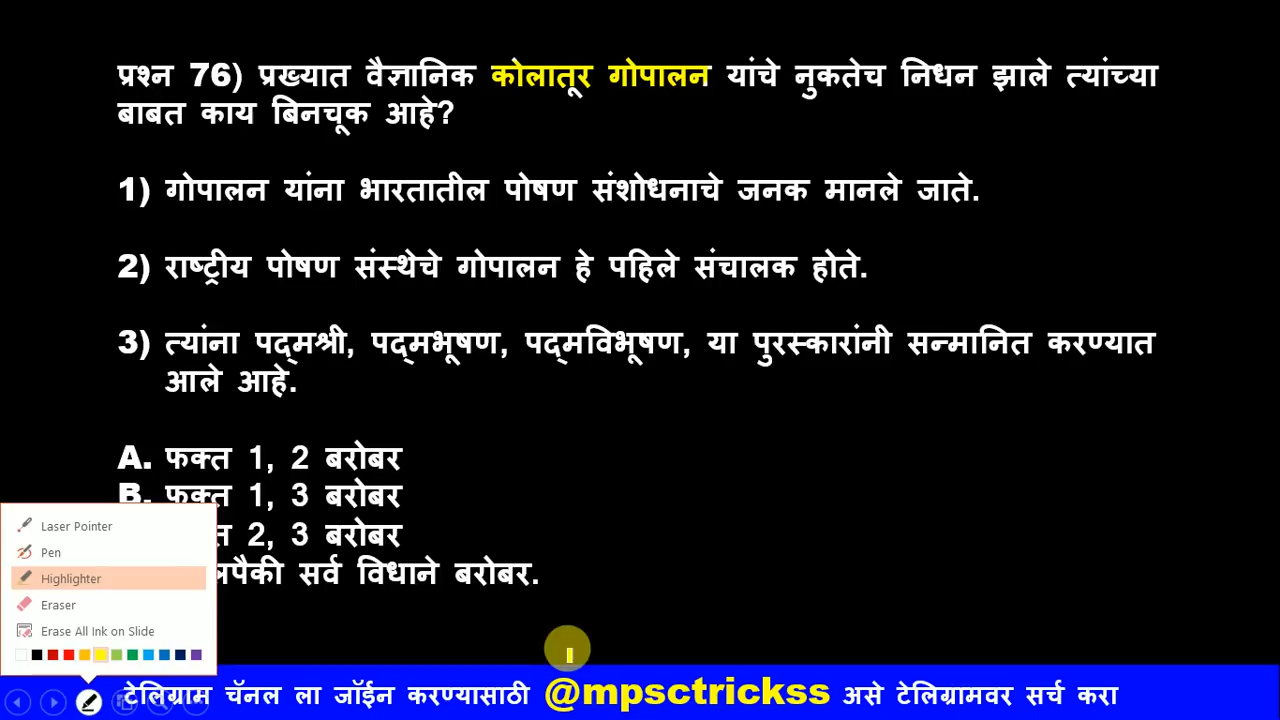 प्रश्न 76) प्रख्यात वैज्ञानिक कोलातूर गोपालन यांचे नुकतेच निधन झाले त्यांच्या
बाबत काय बिनचूक आहे?
1) गोपालन यांना भारतातील पोषण संशोधनाचे जनक मानले जाते.
2) राष्ट्रीय पोषण संस्थेचे गोपालन हे पहिले संचालक होते.
3) त्यांना पद्मश्री, पद्मभूषण, पद्मविभूषण, या पुरस्कारांनी सन्मानित करण्यात
आले आहे.
A. फक्त 1, 2 बरोबर
B. फक्त 1, 3 बरोबर
2, 3 बरोबर
सर्व विधाने बरोबर.
Laser Pointer
Pen
Highlighter
Eraser
Erase All Ink on Slide
टेलिग्राम चॅनल ला जॉईन करण्यासाठी @mpsctrickss असे टेलिग्रामवर सर्च करा